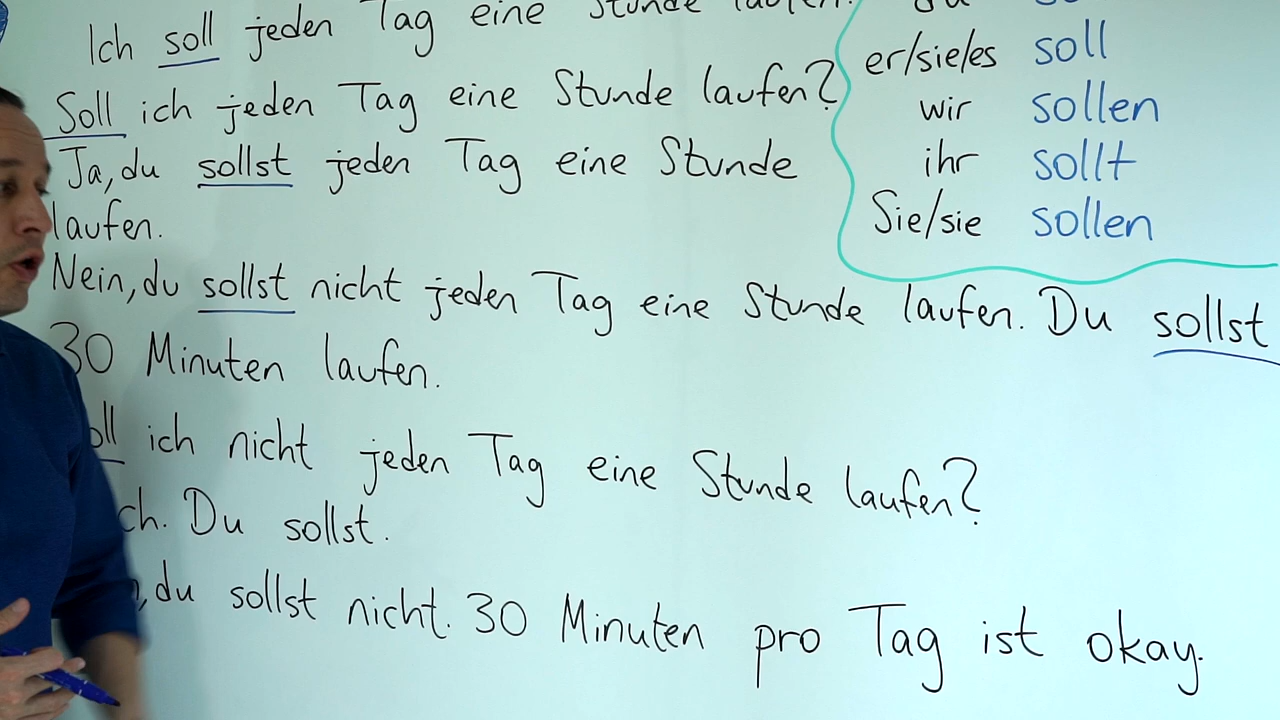 Ich soll jeden Tag eine Stunde laufen.
Soll ich jeden Tag eine Stunde laufen?
Ja, du sollst jeden Tag eine Stunde
laufen.
Nein, du sollst nicht jeden Tag eine Stunde laufen. Du sollst
30 Minuten laufen.
ich nicht jeden Tag eine Stunde laufen?
Du sollst.
, du sollst nicht. 30 Minuten pro Tag ist okay.
du
er/sie/es soll
wir sollen
ihr sollt
Sie/sie sollen